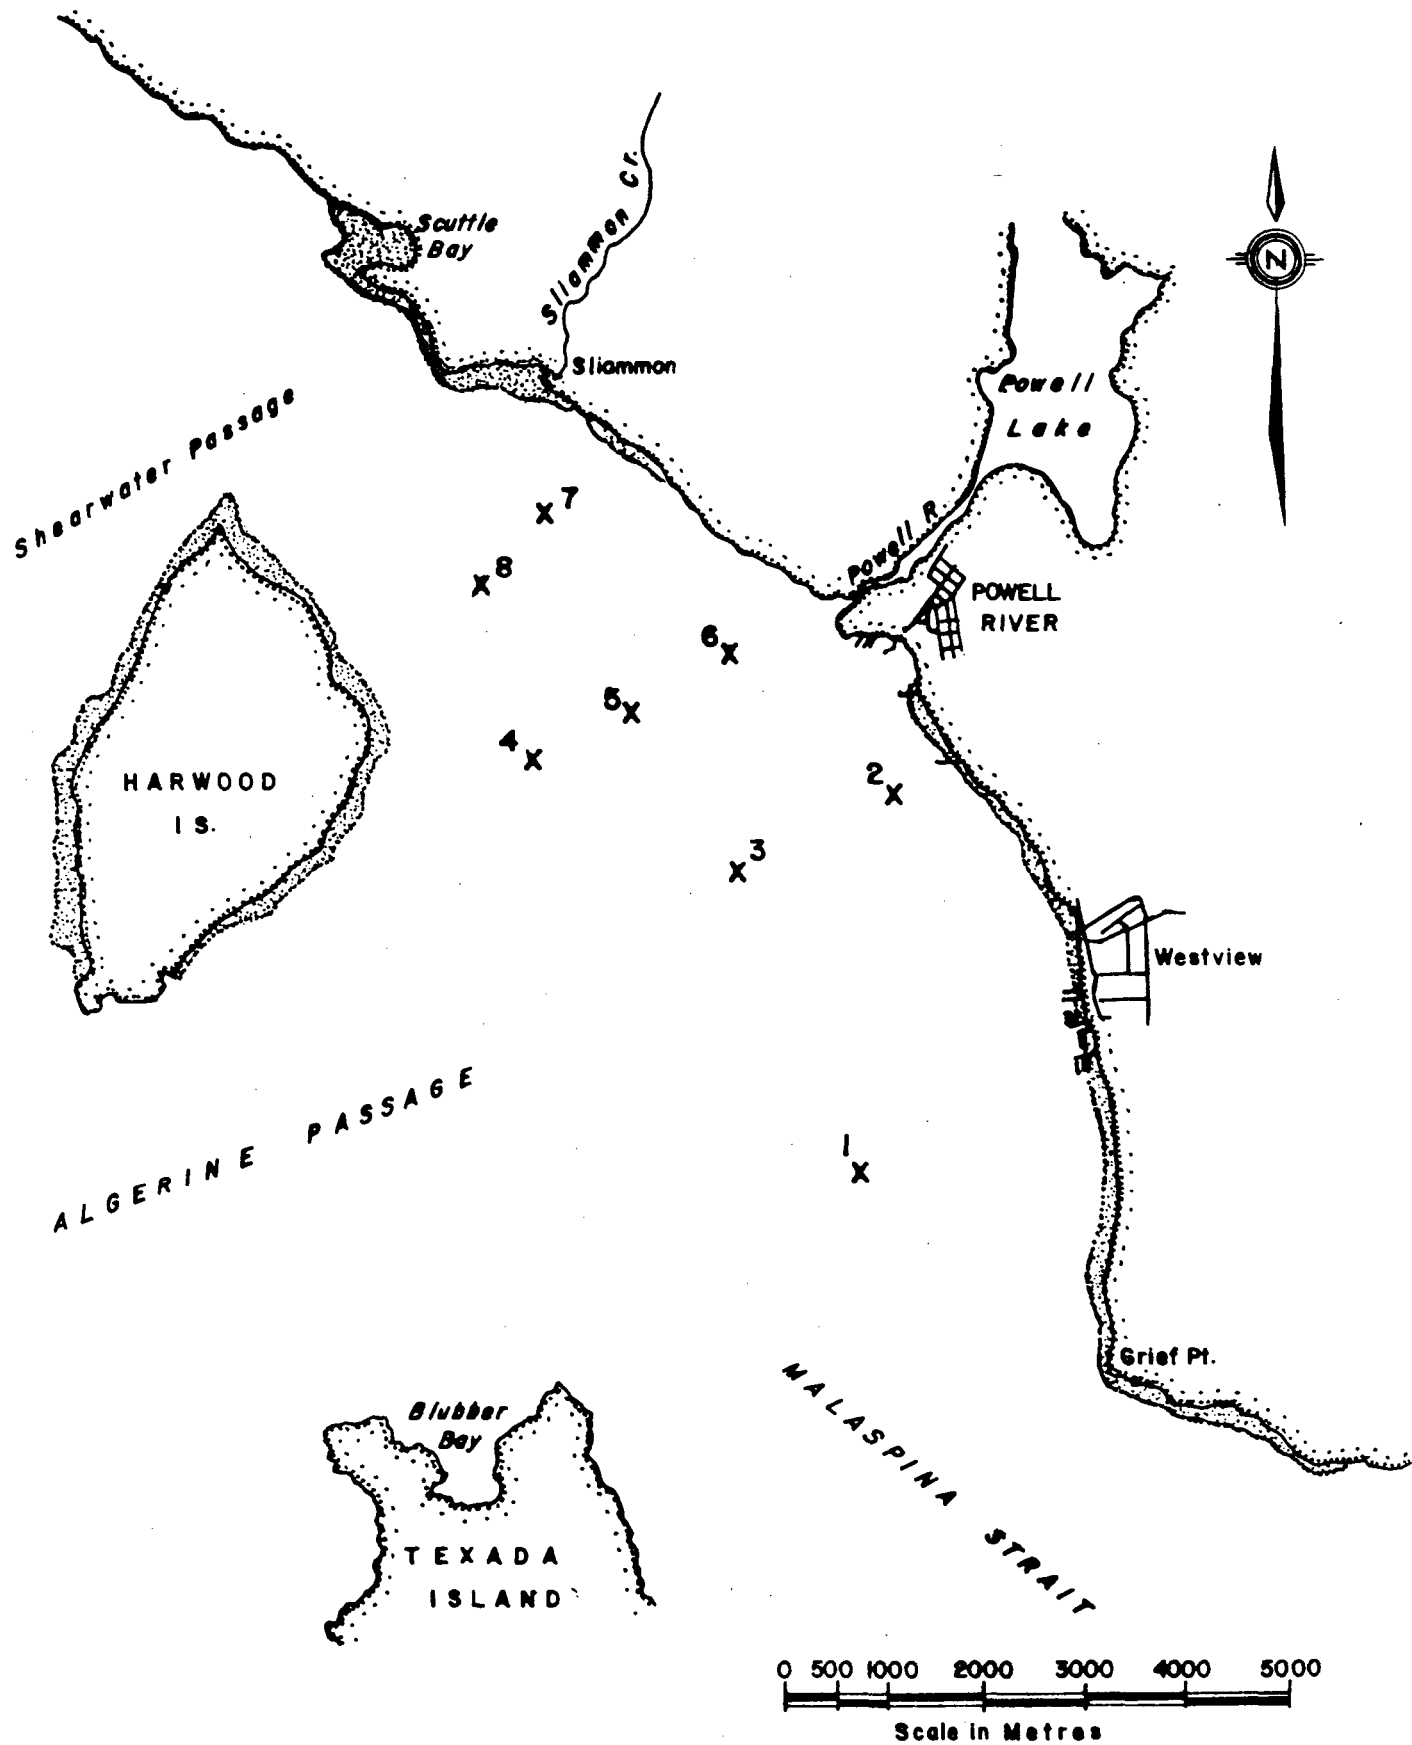 Scuttle
Bay
Sliammon Cr.
Sliammon
N
Powell
Lake
Shearwater Passage
Powell R
POWELL
RIVER
7
8
6
5
4
2
3
HARWOOD
IS.
Westview
ALGERINE PASSAGE
1
Grief Pt.
MALASPINA STRAIT
Blubber
Bay
TEXADA
ISLAND
0 500 1000 2000 3000 4000 5000
Scale in Metres